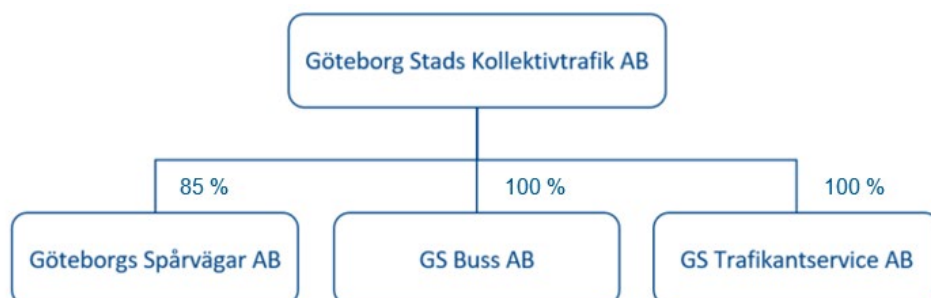 Göteborg Stads Kollektivtrafik AB
85 %
100 %
100 %
Göteborgs Spårvägar AB
GS Buss AB
GS Trafikantservice AB